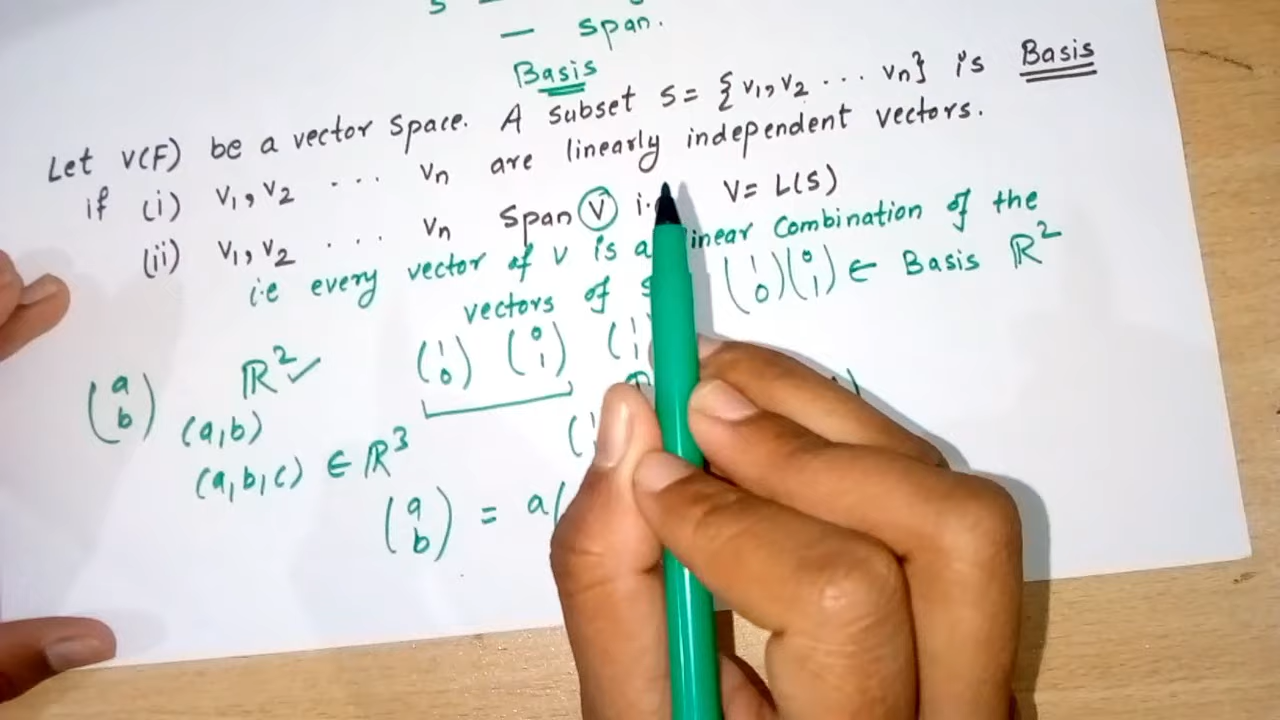 S —
— Span.
Basis
Let V(F) be a vector space. A subset S = {v₁, v₂ ... vₙ} is Basis
if (i) v₁, v₂ ... vₙ are linearly independent vectors.
(ii) v₁, v₂ ... vₙ Span V i. V = L(S)
i.e every vector of V is a linear combination of the
vectors of S (1 0) (0 1) ∈ Basis ℝ²
(a b) ℝ² ✓ (1 0) (0 1) (1
(a,b)
(a,b,c) ∈ ℝ³
(a b) = a(